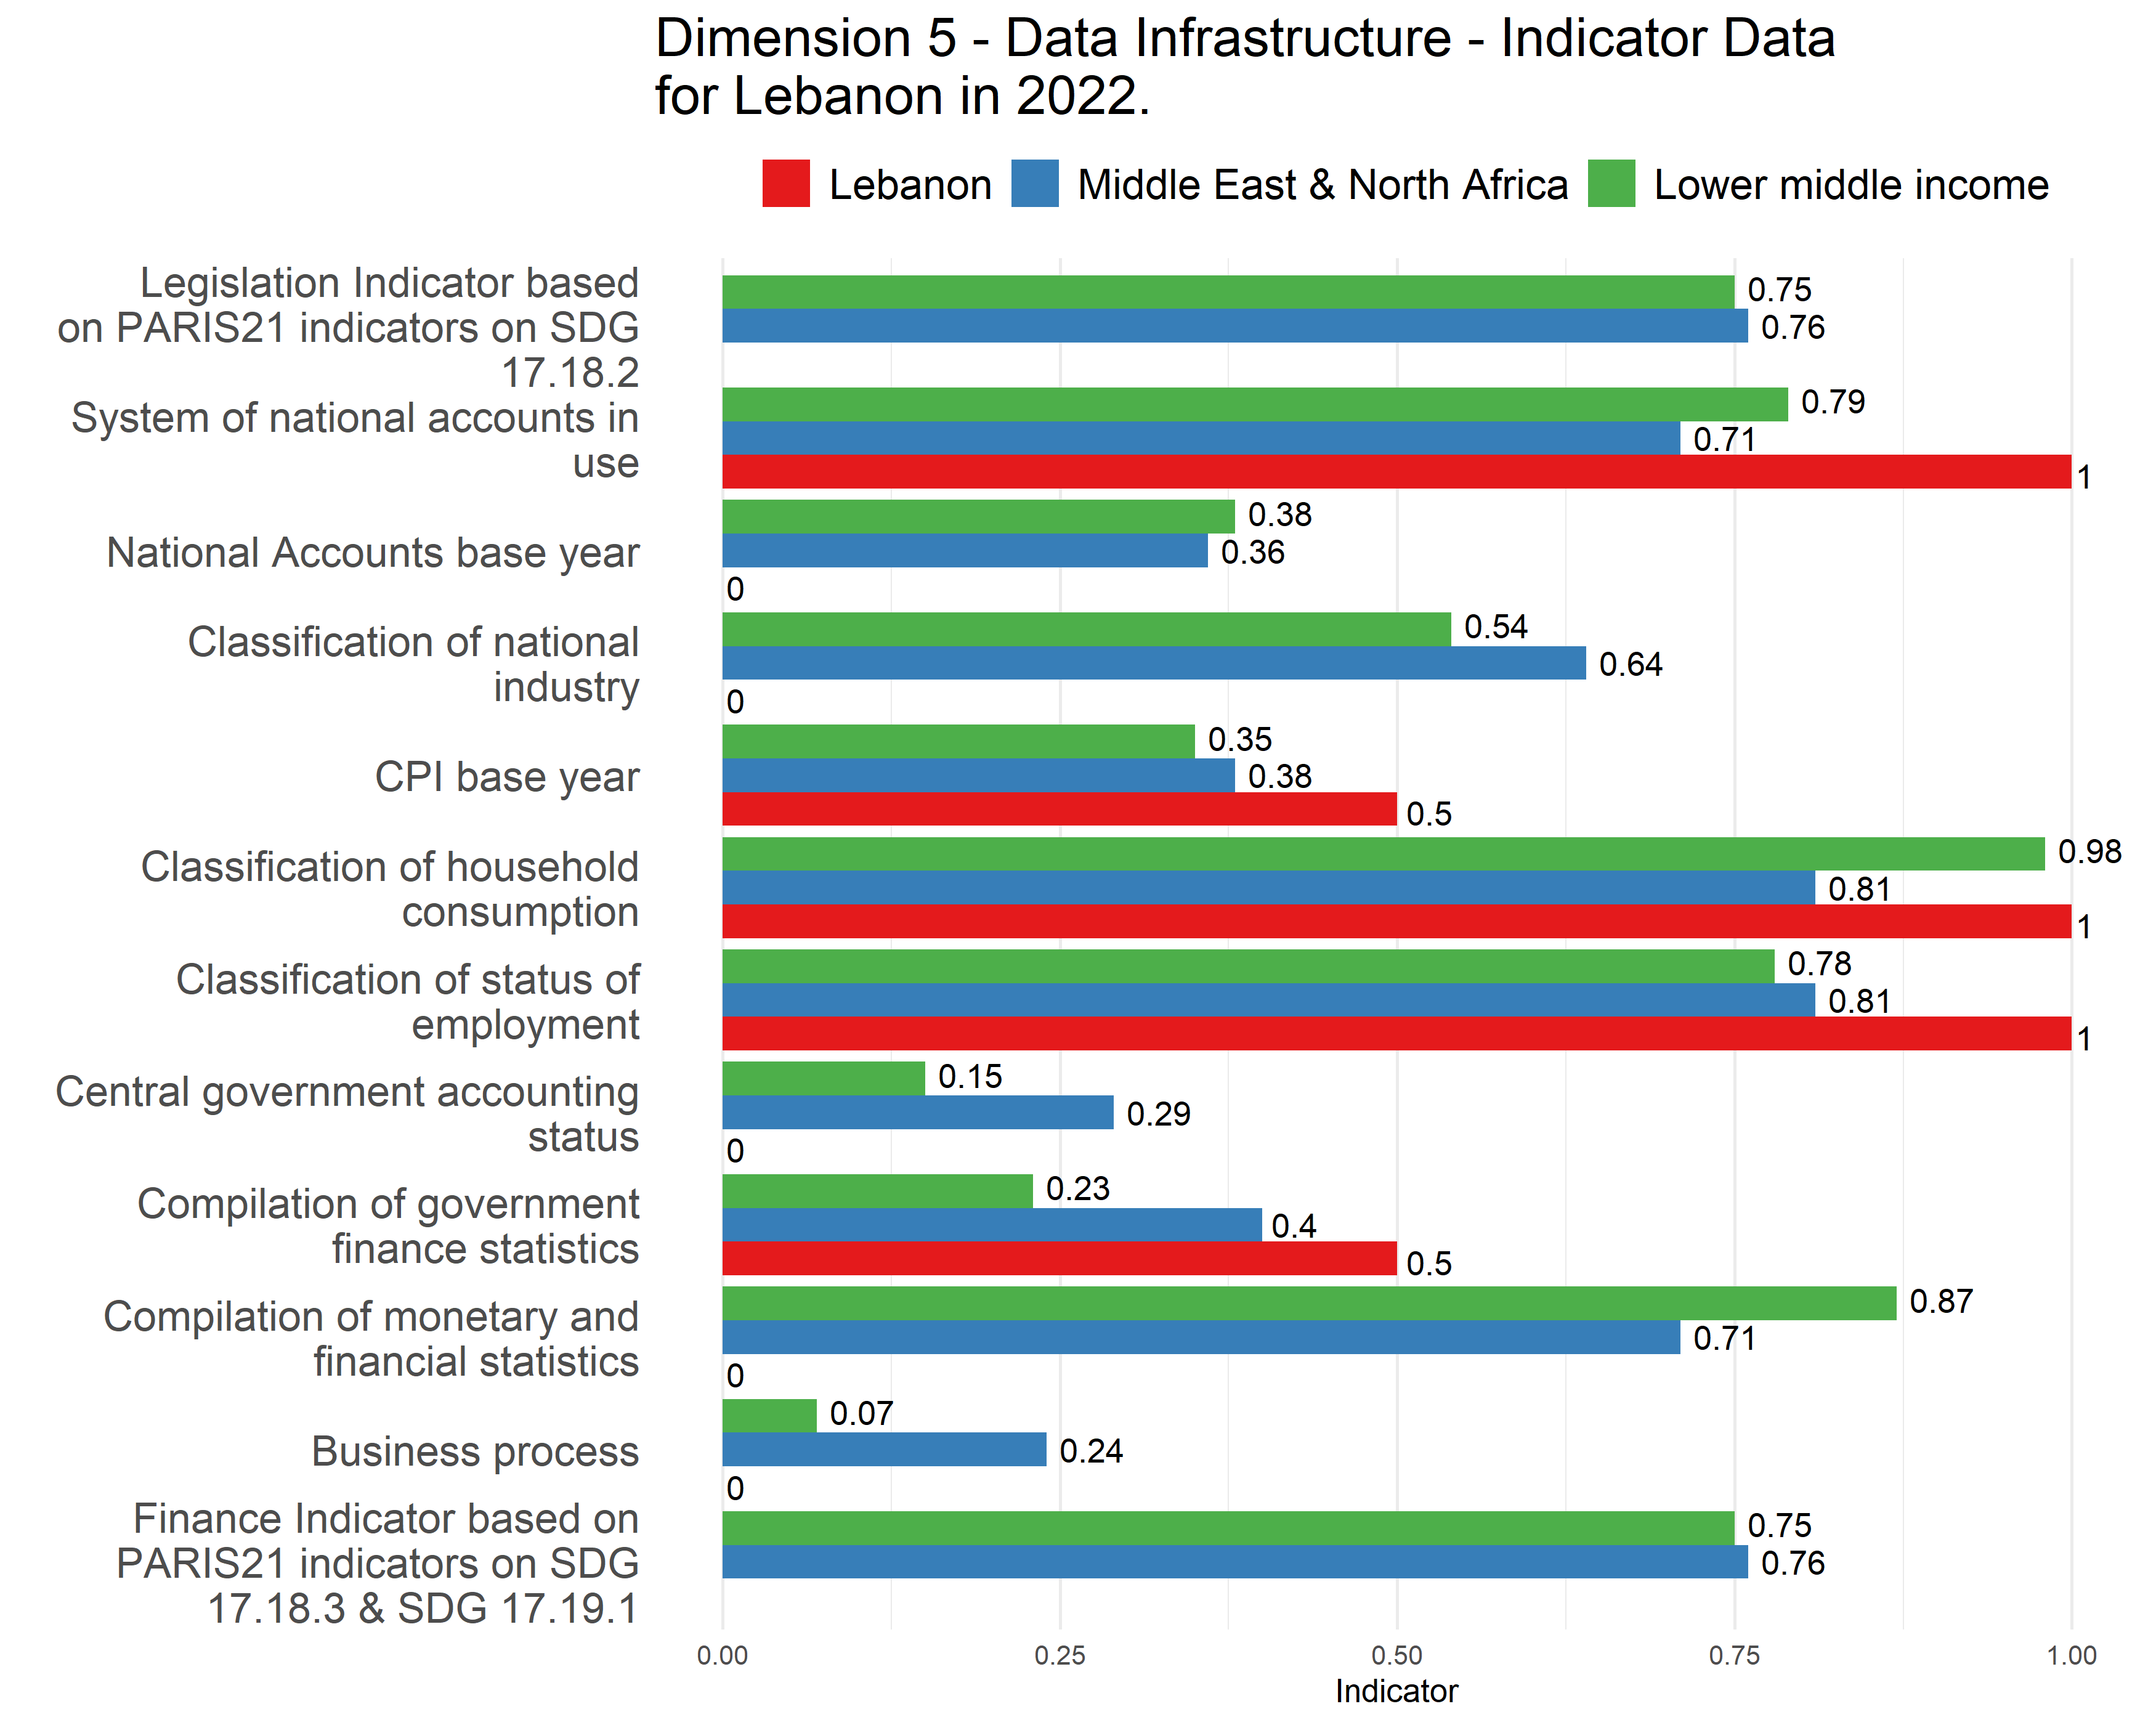 Dimension 5 - Data Infrastructure - Indicator Data
for Lebanon in 2022.
Lebanon Middle East & North Africa Lower middle income
Legislation Indicator based
on PARIS21 indicators on SDG
17.18.2
0.75
0.76
System of national accounts in
use
0.79
0.71
1
National Accounts base year
0.38
0.36
0
Classification of national
industry
0.54
0.64
0
CPI base year
0.35
0.38
0.5
Classification of household
consumption
0.98
0.81
1
Classification of status of
employment
0.78
0.81
1
Central government accounting
status
0.15
0.29
0
Compilation of government
finance statistics
0.23
0.4
0.5
Compilation of monetary and
financial statistics
0.87
0.71
0
Business process
0.07
0.24
0
Finance Indicator based on
PARIS21 indicators on SDG
17.18.3 & SDG 17.19.1
0.75
0.76
0.00 0.25 0.50 0.75 1.00
Indicator